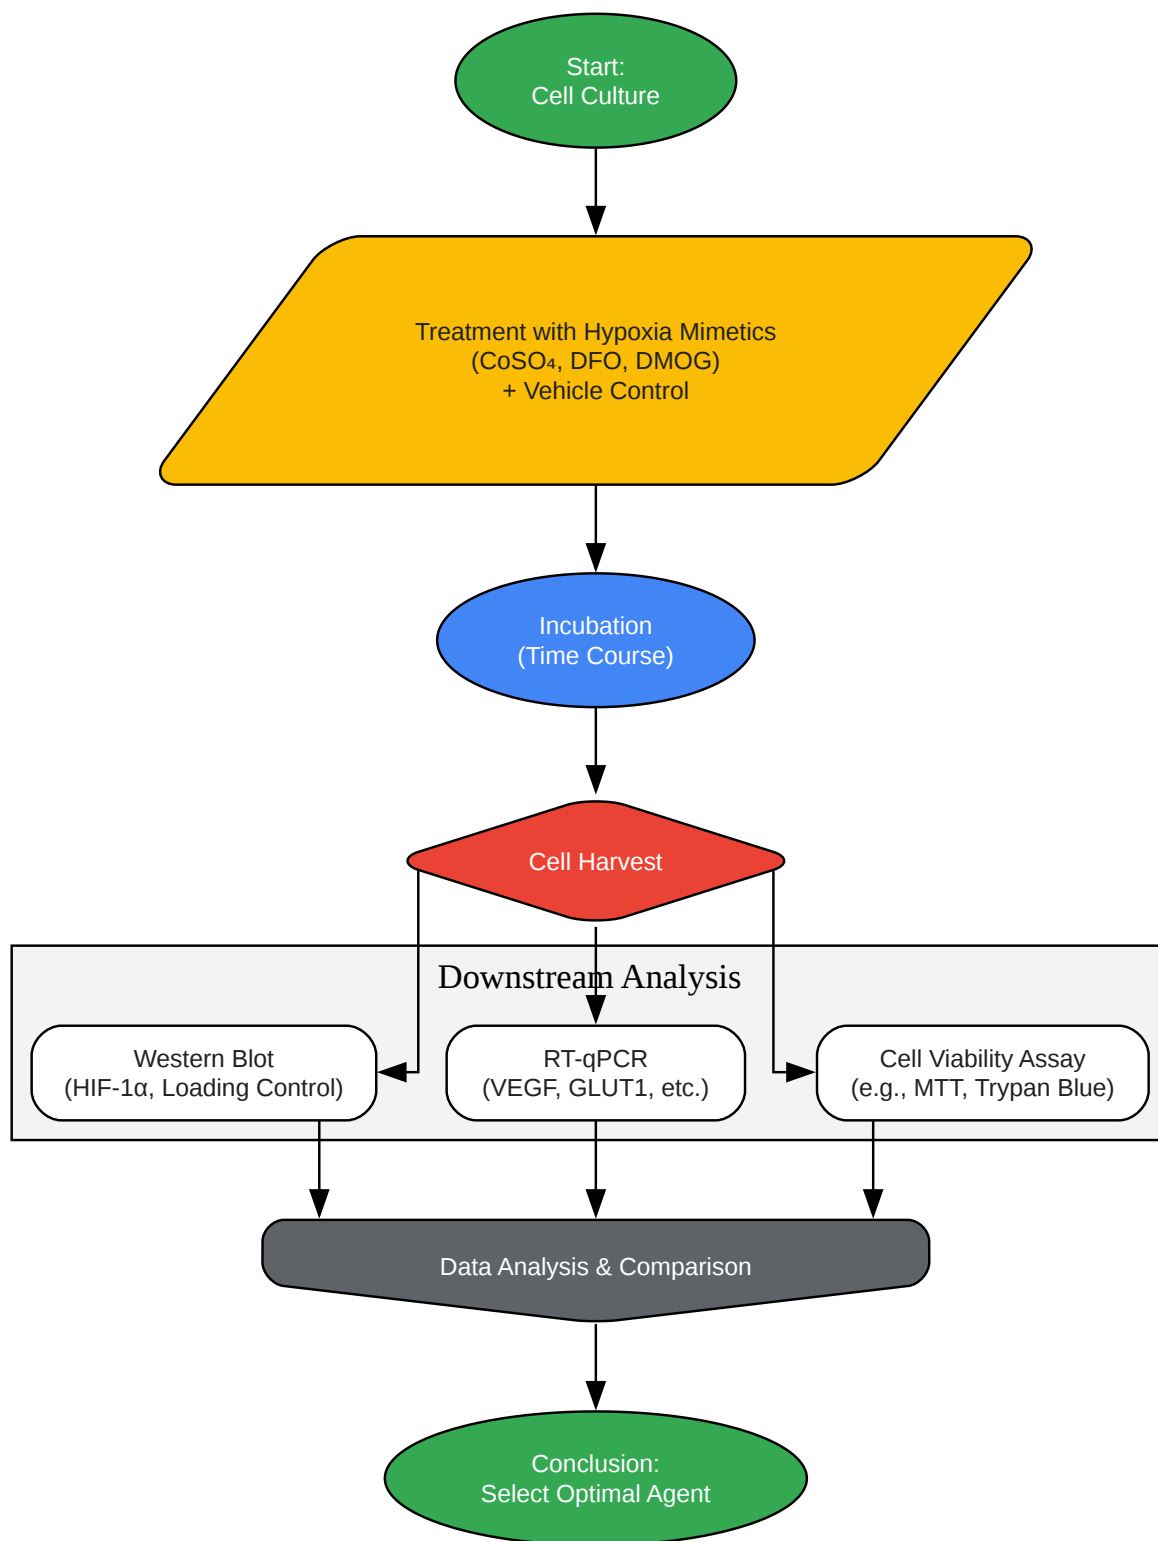 Start:
Cell Culture
Treatment with Hypoxia Mimetics
(CoSO₄, DFO, DMOG)
+ Vehicle Control
Incubation
(Time Course)
Cell Harvest
Downstream Analysis
Western Blot
(HIF-1α, Loading Control)
RT-qPCR
(VEGF, GLUT1, etc.)
Cell Viability Assay
(e.g., MTT, Trypan Blue)
Data Analysis & Comparison
Conclusion:
Select Optimal Agent